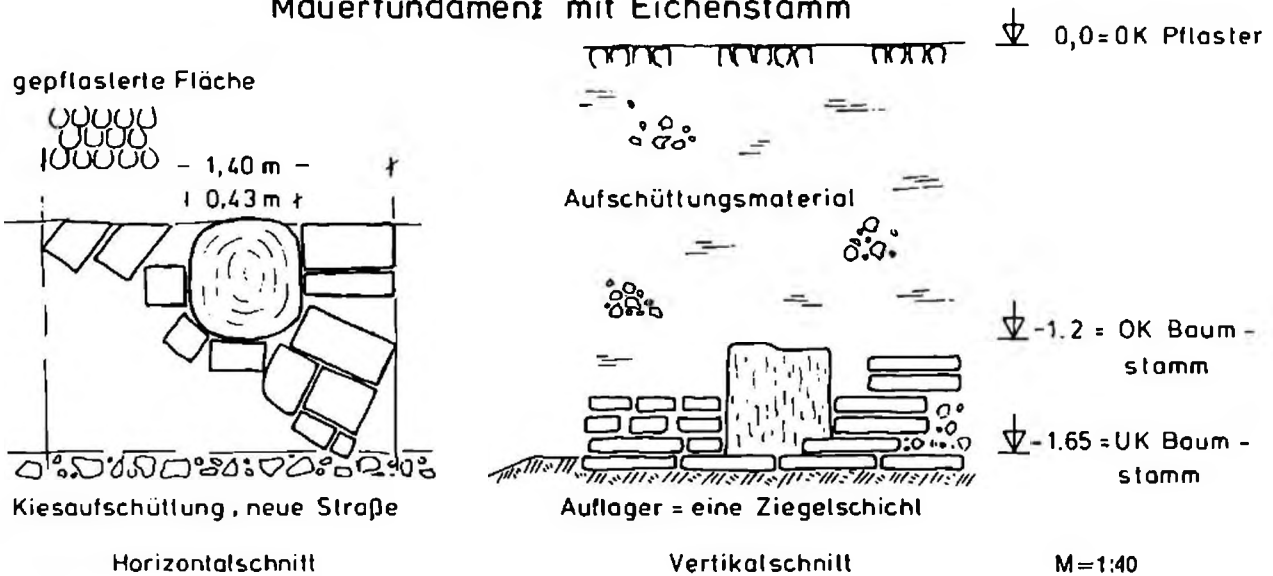 Mauerfundament mit Eichenstamm
0,0=OK Pflaster
gepflasterte Fläche
- 1,40 m -
0,43 m
Aufschüttungsmaterial
-1.2 = OK Baum-
stamm
-1.65 = UK Baum-
stamm
Kiesaufschüttung, neue Straße
Auflager = eine Ziegelschicht
Horizontalschnitt
Vertikalschnitt
M=1:40